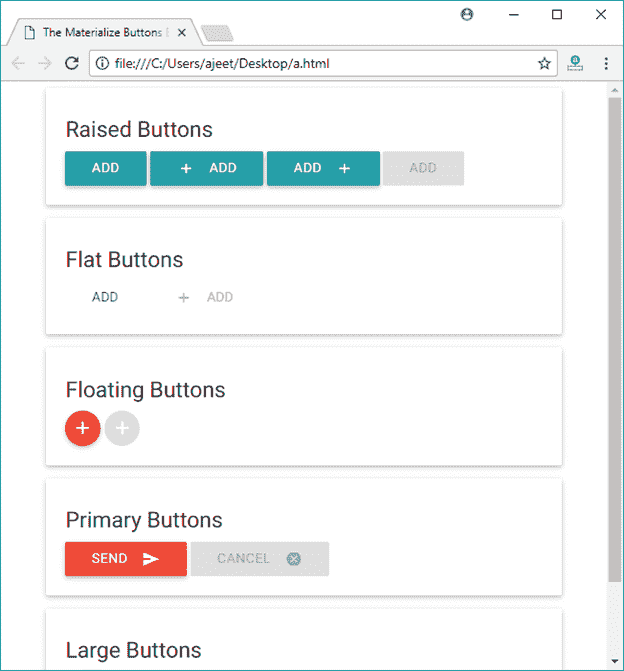 The Materialize Buttons
file:///C:/Users/ajeet/Desktop/a.html
Raised Buttons
ADD + ADD ADD + ADD
Flat Buttons
ADD + ADD
Floating Buttons
+ +
Primary Buttons
SEND CANCEL
Large Buttons